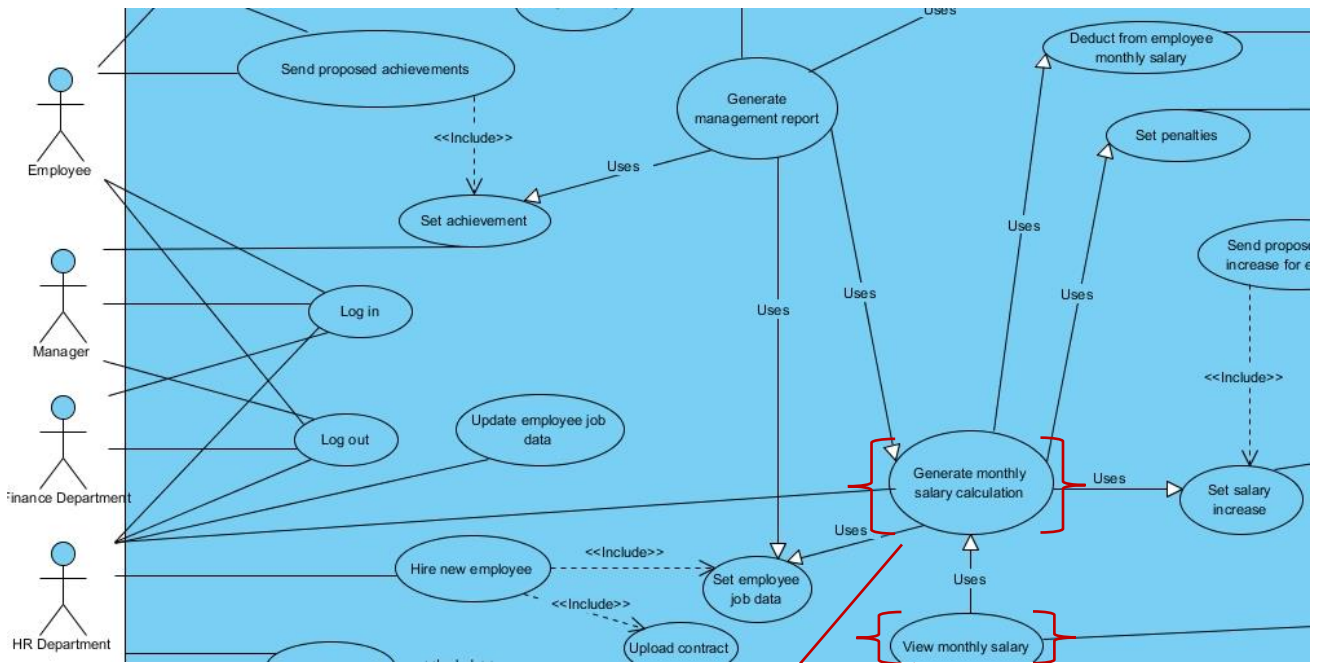 Uses
Deduct from employee
monthly salary
Send proposed achievements
Generate
management report
<<Include>>
Set penalties
Employee
Uses
Set achievement
Uses
Send propose
increase for e
Uses
Uses
Uses
Log in
Manager
<<Include>>
Update employee job
data
Log out
Generate monthly
salary calculation
Uses
Set salary
increase
Finance Department
Uses
<<Include>>
Hire new employee
Set employee
job data
Uses
<<Include>>
HR Department
Upload contract
View monthly salary